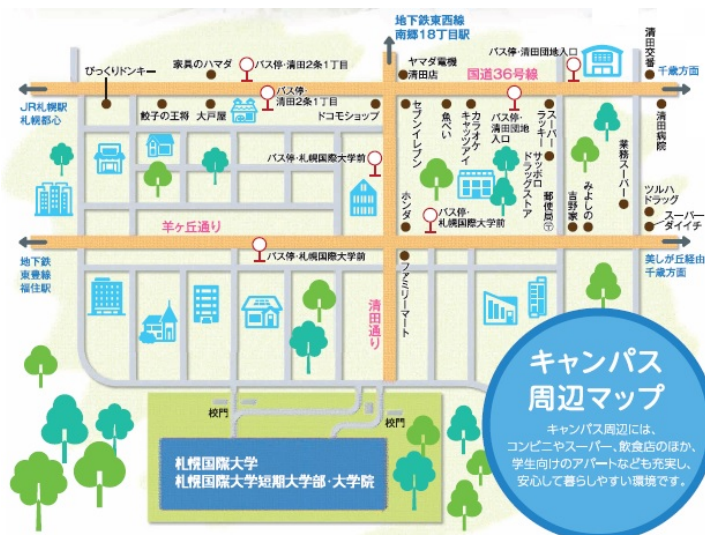 地下鉄東西線
南郷18丁目駅
清田交番
家具のハマダ
バス停・清田2条1丁目
ヤマダ電機
清田店
バス停・清田団地入口
びっくりドンキー
バス停・
清田2条1丁目
国道36号線
千歳方面
JR札幌駅
札幌都心
餃子の王将
大戸屋
ドコモショップ
セブンイレブン
魚べい
カラオケ
キャッツアイ
バス停・
清田団地
入口
スーパー
ラッキー
サッポロ
ドラッグストア
清田病院
業務スーパー
バス停・札幌国際大学前
ホンダ
郵便局
吉野家
みよしの
ツルハ
ドラッグ
スーパー
ダイイチ
羊ヶ丘通り
バス停・
札幌国際大学前
バス停・札幌国際大学前
地下鉄
東豊線
福住駅
美しが丘経由
千歳方面
ファミリーマート
清田通り
キャンパス
周辺マップ
キャンパス周辺には、
コンビニやスーパー、飲食店のほか、
学生向けのアパートなども充実し、
安心して暮らしやすい環境です。
校門
校門
札幌国際大学
札幌国際大学短期大学部・大学院